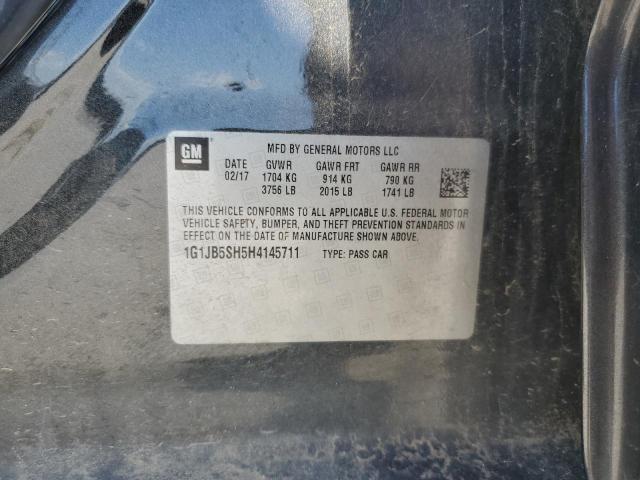 GM
MFD BY GENERAL MOTORS LLC
DATE GVWR GAWR FRT GAWR RR
02/17 1704 KG 914 KG 790 KG
3756 LB 2015 LB 1741 LB
THIS VEHICLE CONFORMS TO ALL APPLICABLE U.S. FEDERAL MOTOR
VEHICLE SAFETY, BUMPER, AND THEFT PREVENTION STANDARDS IN
EFFECT ON THE DATE OF MANUFACTURE SHOWN ABOVE.
1G1JB5SH5H4145711 TYPE: PASS CAR